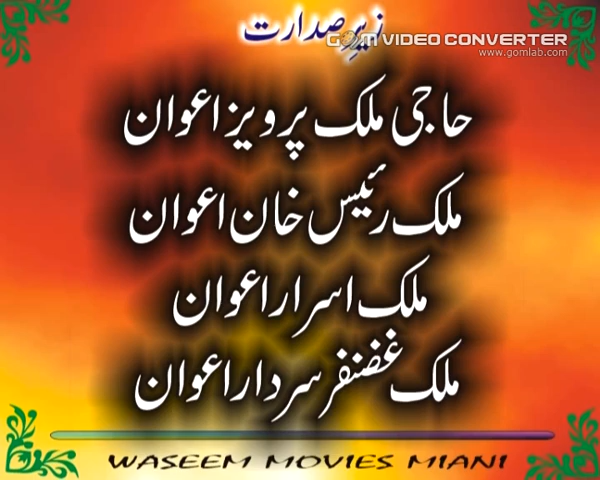 زیرِ صدارت
GOM VIDEO CONVERTER
www.gomlab.com
حاجی ملک پرویز اعوان
ملک رئیس خان اعوان
ملک اسرار اعوان
ملک غضنفر سردار اعوان
WASEEM MOVIES MIANI